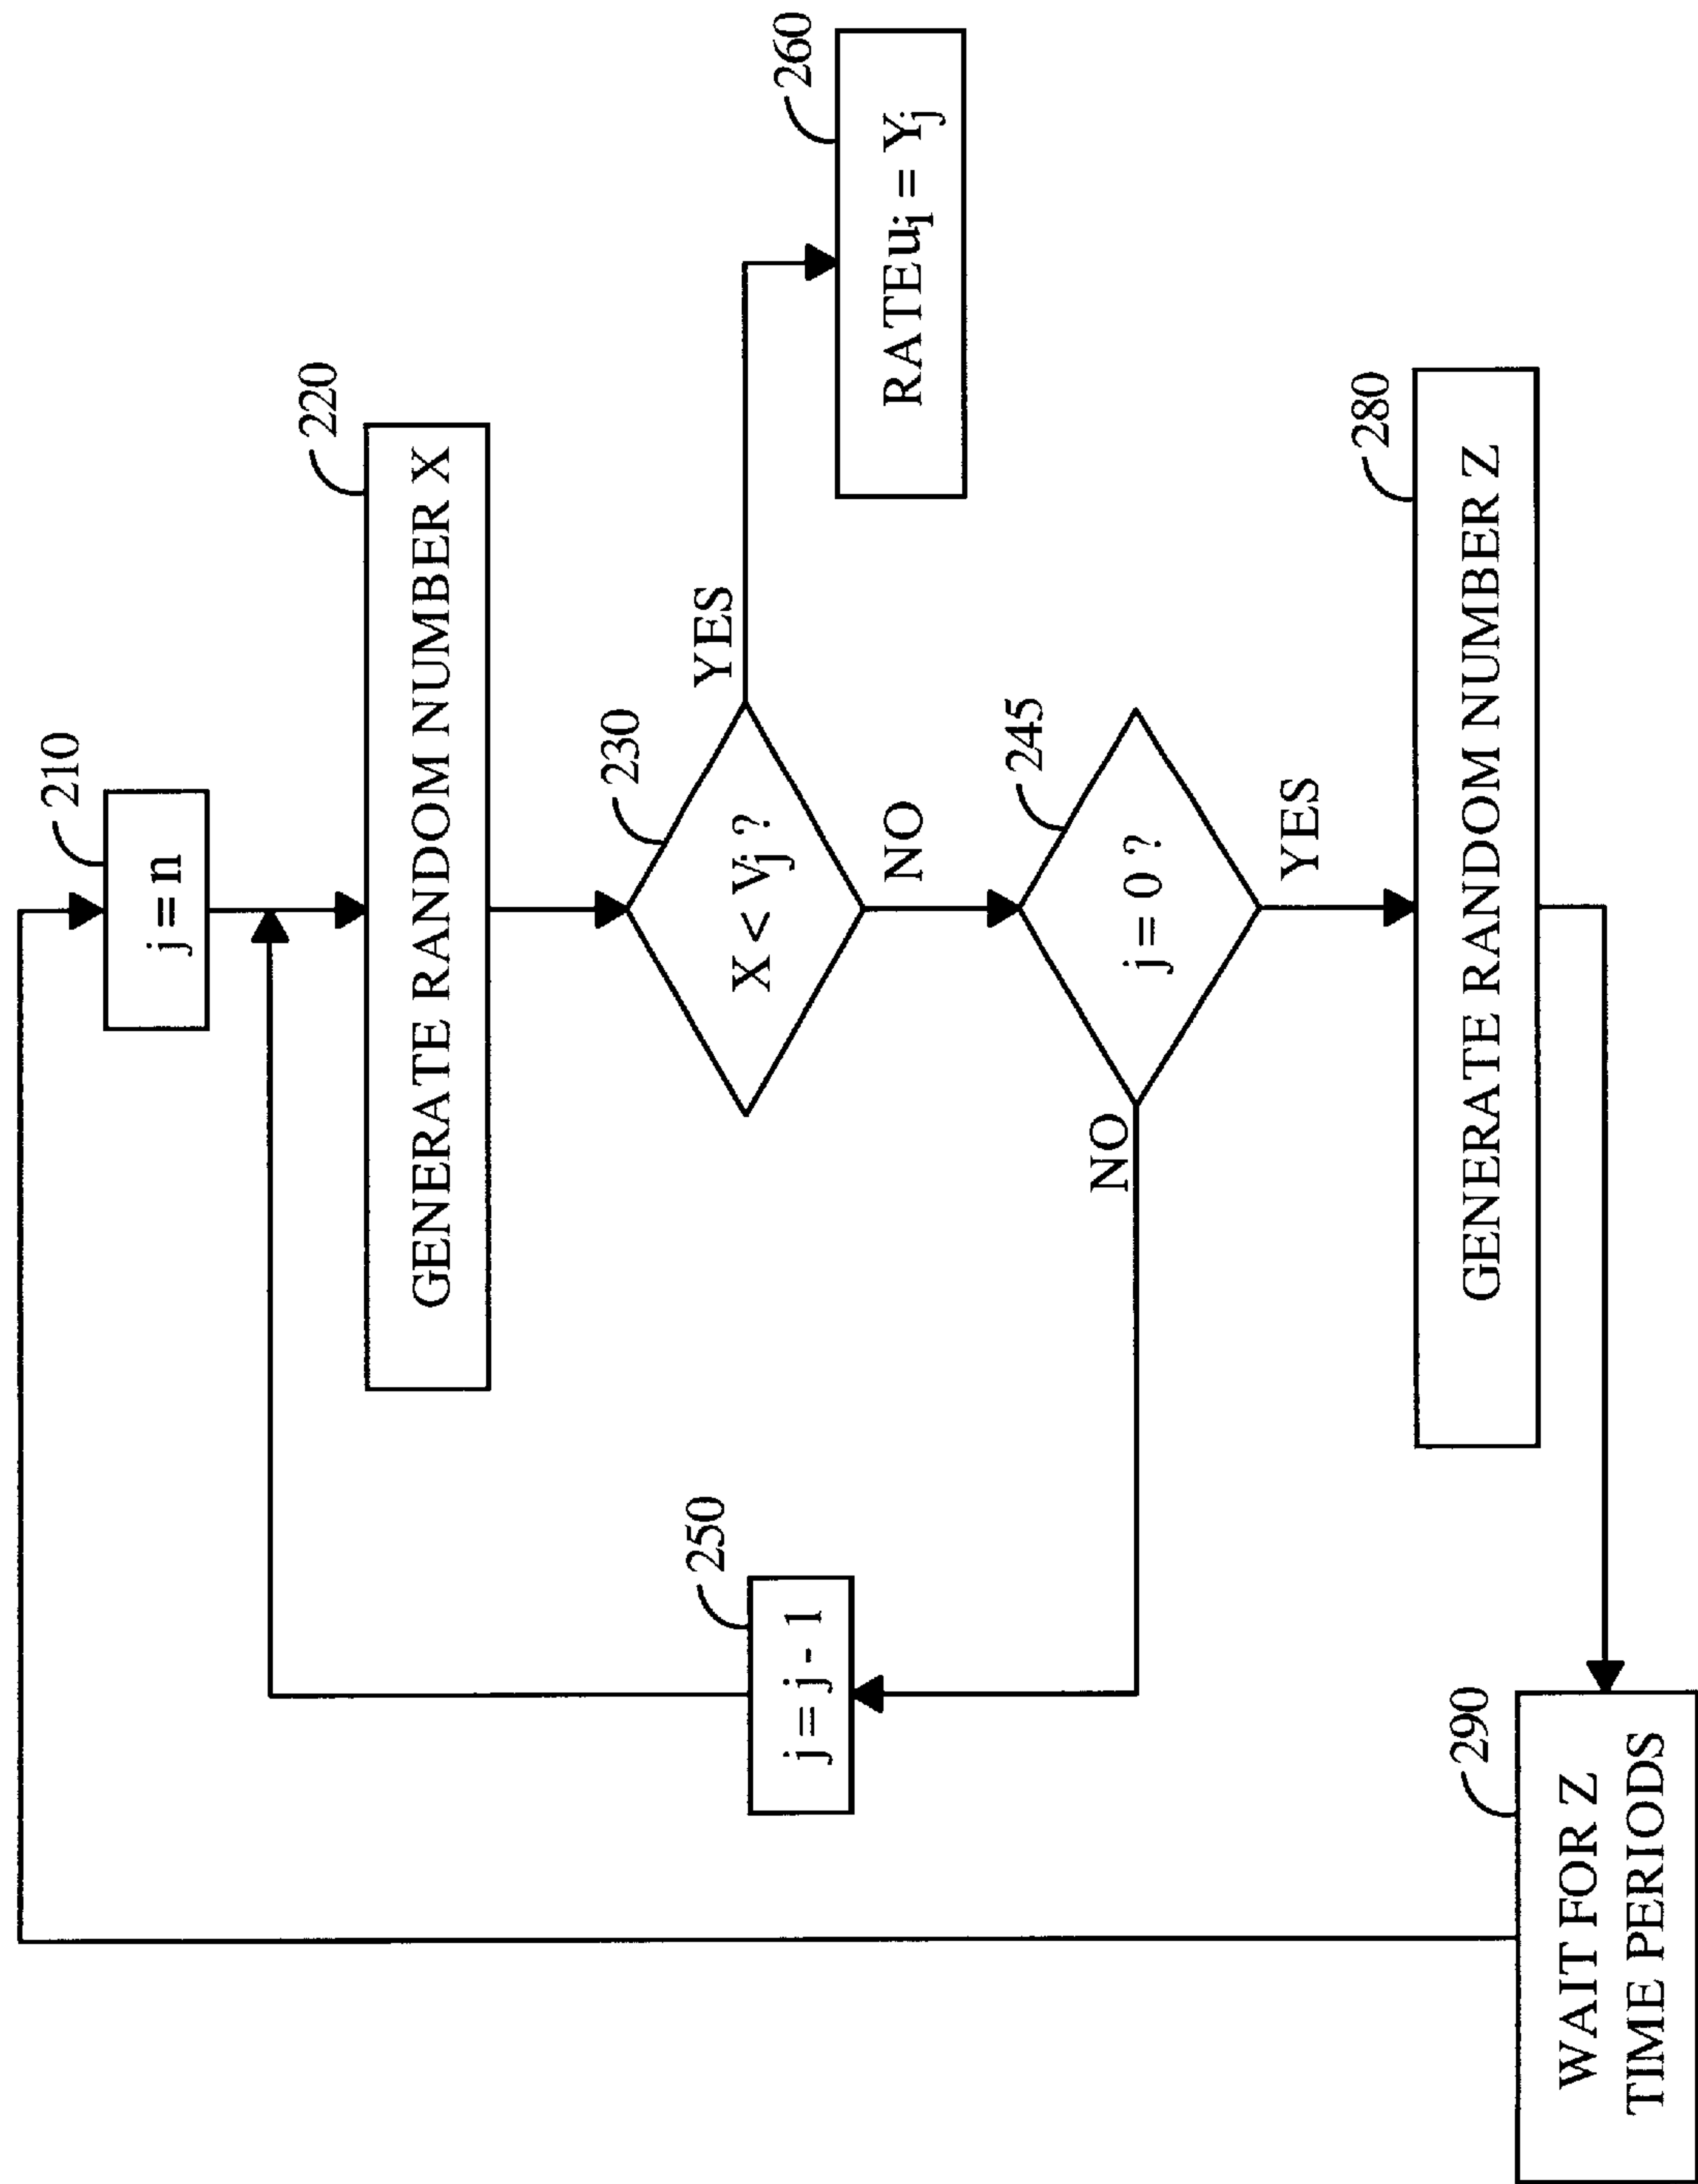 210
j = n
220
GENERATE RANDOM NUMBER X
230
X < Vj ?
YES
NO
260
RATEui = Yj
245
j = 0 ?
NO
YES
250
j = j - 1
280
GENERATE RANDOM NUMBER Z
290
WAIT FOR Z
TIME PERIODS